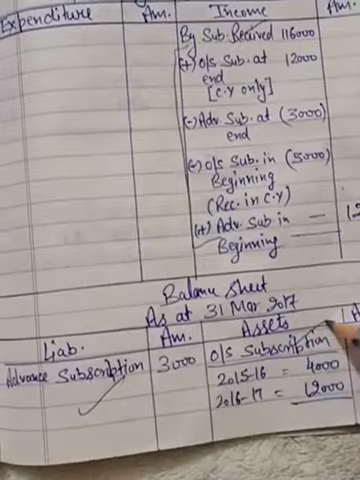 Expenditure Am. Income Am.
By Sub. Received 116000
(+) O/s Sub. at 12000
end
[C.Y only]
(-) Adv. Sub. at (3000)
end
(-) O/s Sub. in (5000)
Beginning
(Rec. in C.Y)
(+) Adv. Sub in —
Beginning
Balance Sheet
As at 31 Mar 2017
Liab. Am. Assets
Advance Subscription 3000 O/s Subscription
2015-16 = 4000
2016-17 = 12000